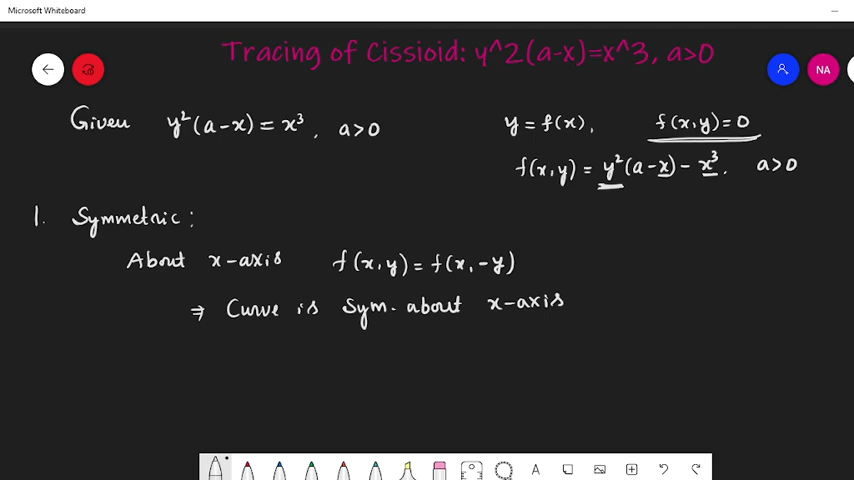 Microsoft Whiteboard
Tracing of Cissioid: y^2(a-x)=x^3, a>0
NA
Given y²(a-x) = x³, a>0
y = f(x), f(x,y)=0
f(x,y) = y²(a-x) - x³. a>0
1. Symmetric:
About x-axis f(x,y) = f(x,-y)
⇒ Curve is Sym. about x-axis
A